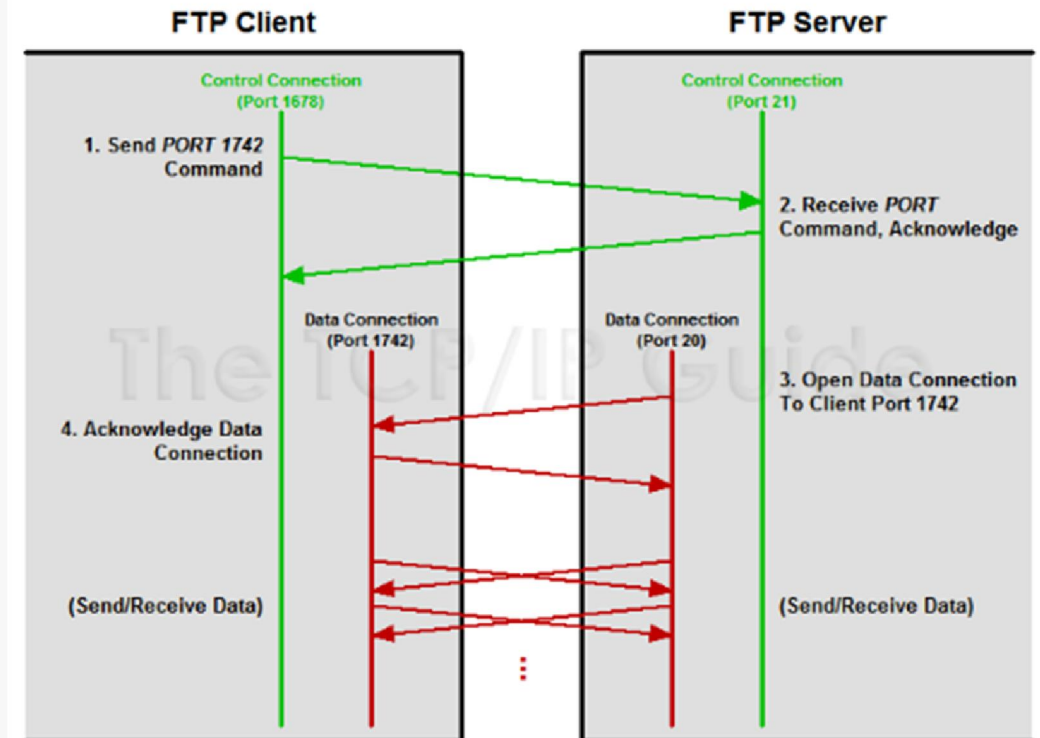 FTP Client
FTP Server
Control Connection
(Port 1678)
Control Connection
(Port 21)
1. Send PORT 1742
Command
2. Receive PORT
Command, Acknowledge
Data Connection
(Port 1742)
Data Connection
(Port 20)
The TCP/IP Guide
3. Open Data Connection
To Client Port 1742
4. Acknowledge Data
Connection
(Send/Receive Data)
(Send/Receive Data)